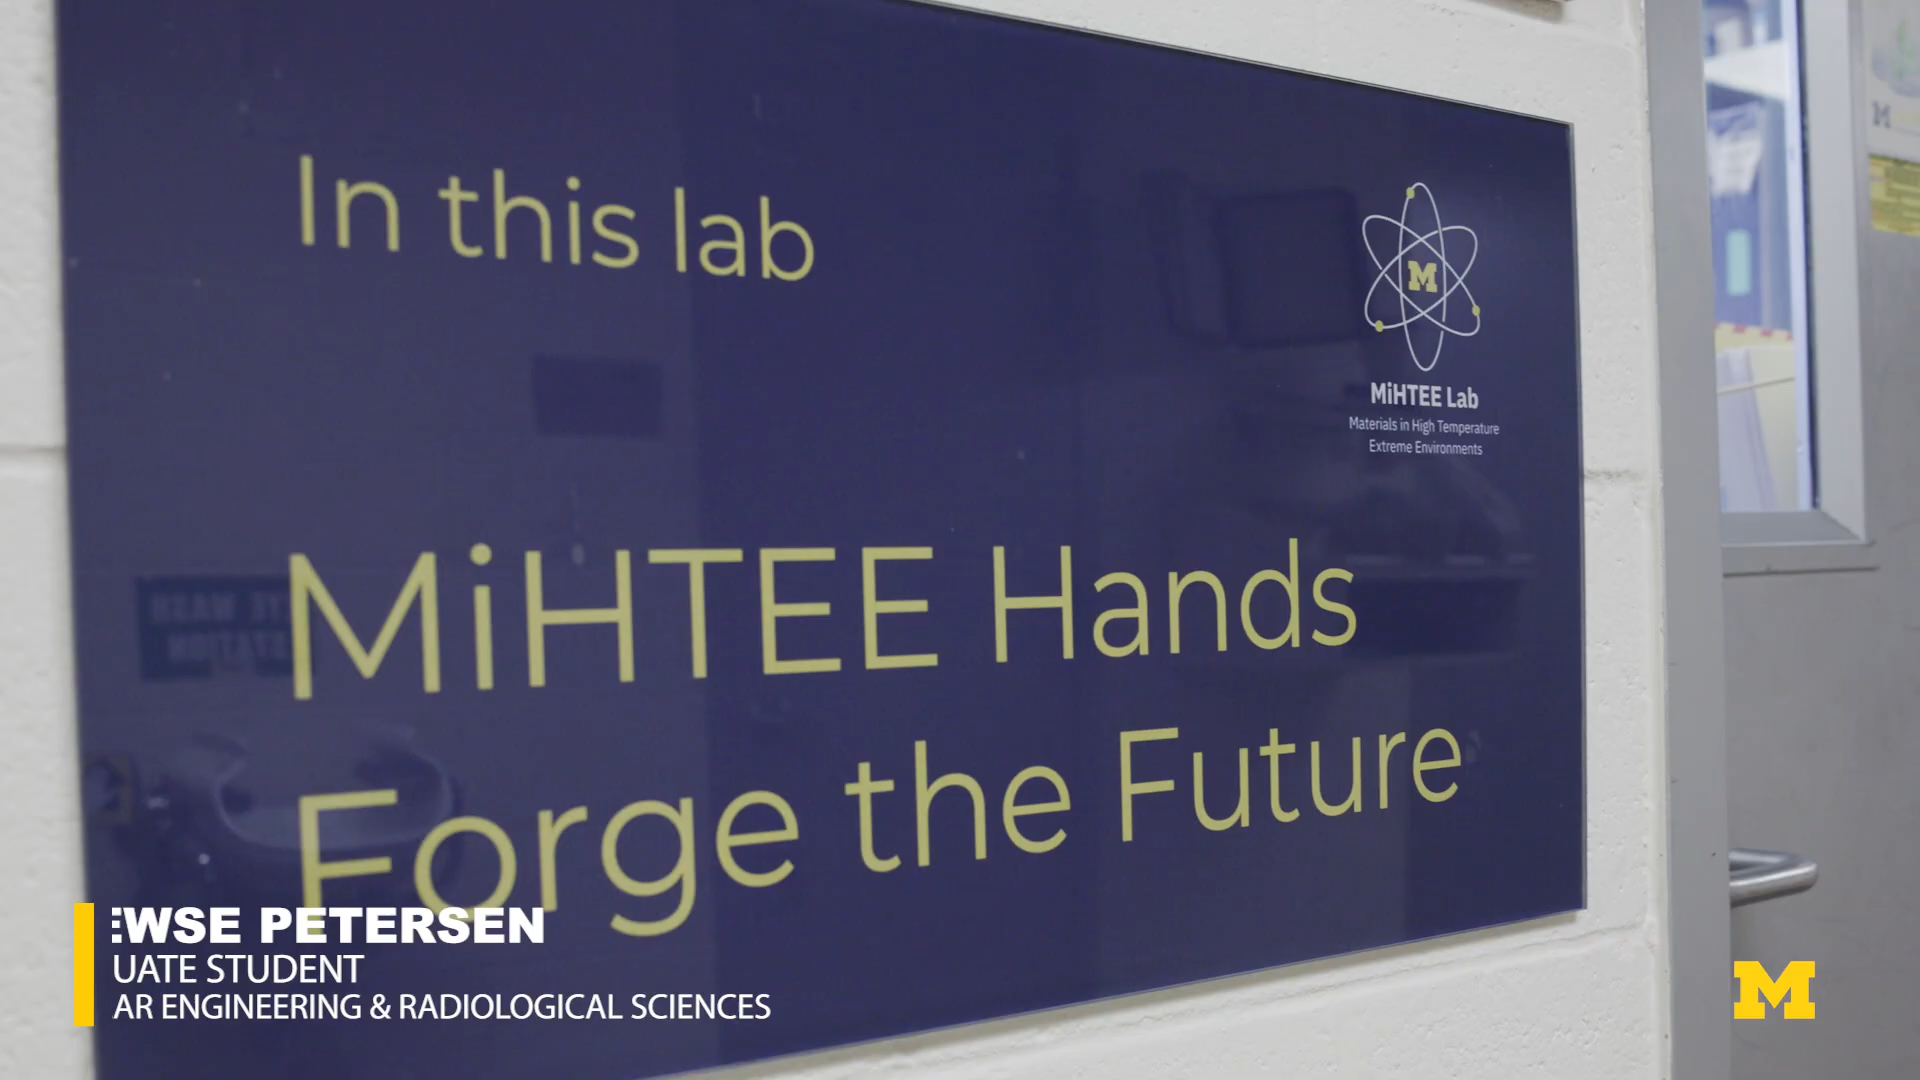 In this lab
M
MiHTEE Lab
Materials in High Temperature
Extreme Environments
MiHTEE Hands
Forge the Future
EWSE PETERSEN
UATE STUDENT
AR ENGINEERING & RADIOLOGICAL SCIENCES
M
M